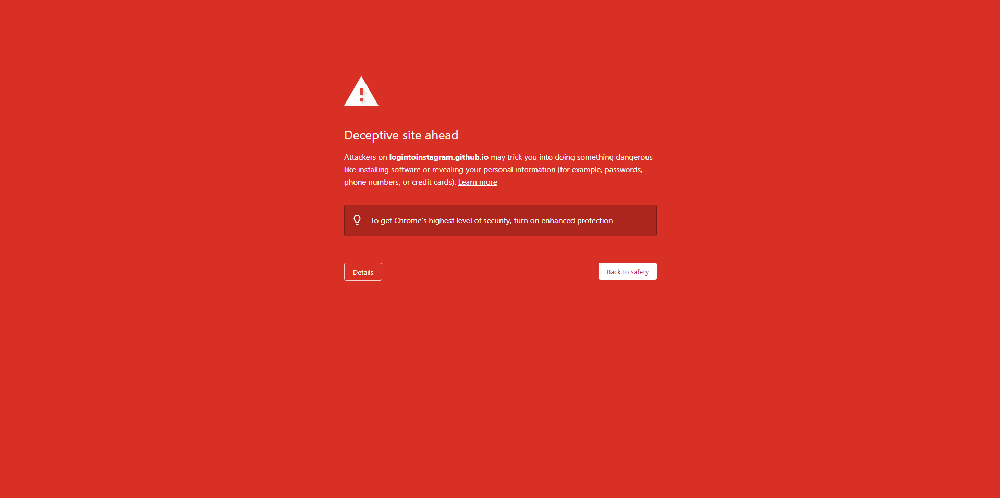 Deceptive site ahead
Attackers on logintoinstagram.github.io may trick you into doing something dangerous
like installing software or revealing your personal information (for example, passwords,
phone numbers, or credit cards). Learn more
To get Chrome’s highest level of security, turn on enhanced protection
Details
Back to safety